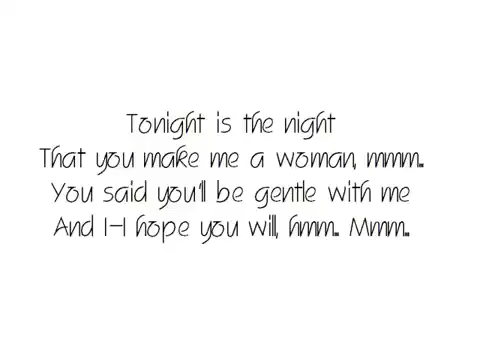 Tonight is the night
That you make me a woman, mmm...
You said you'll be gentle with me
And I-I hope you will, hmm... Mmm...